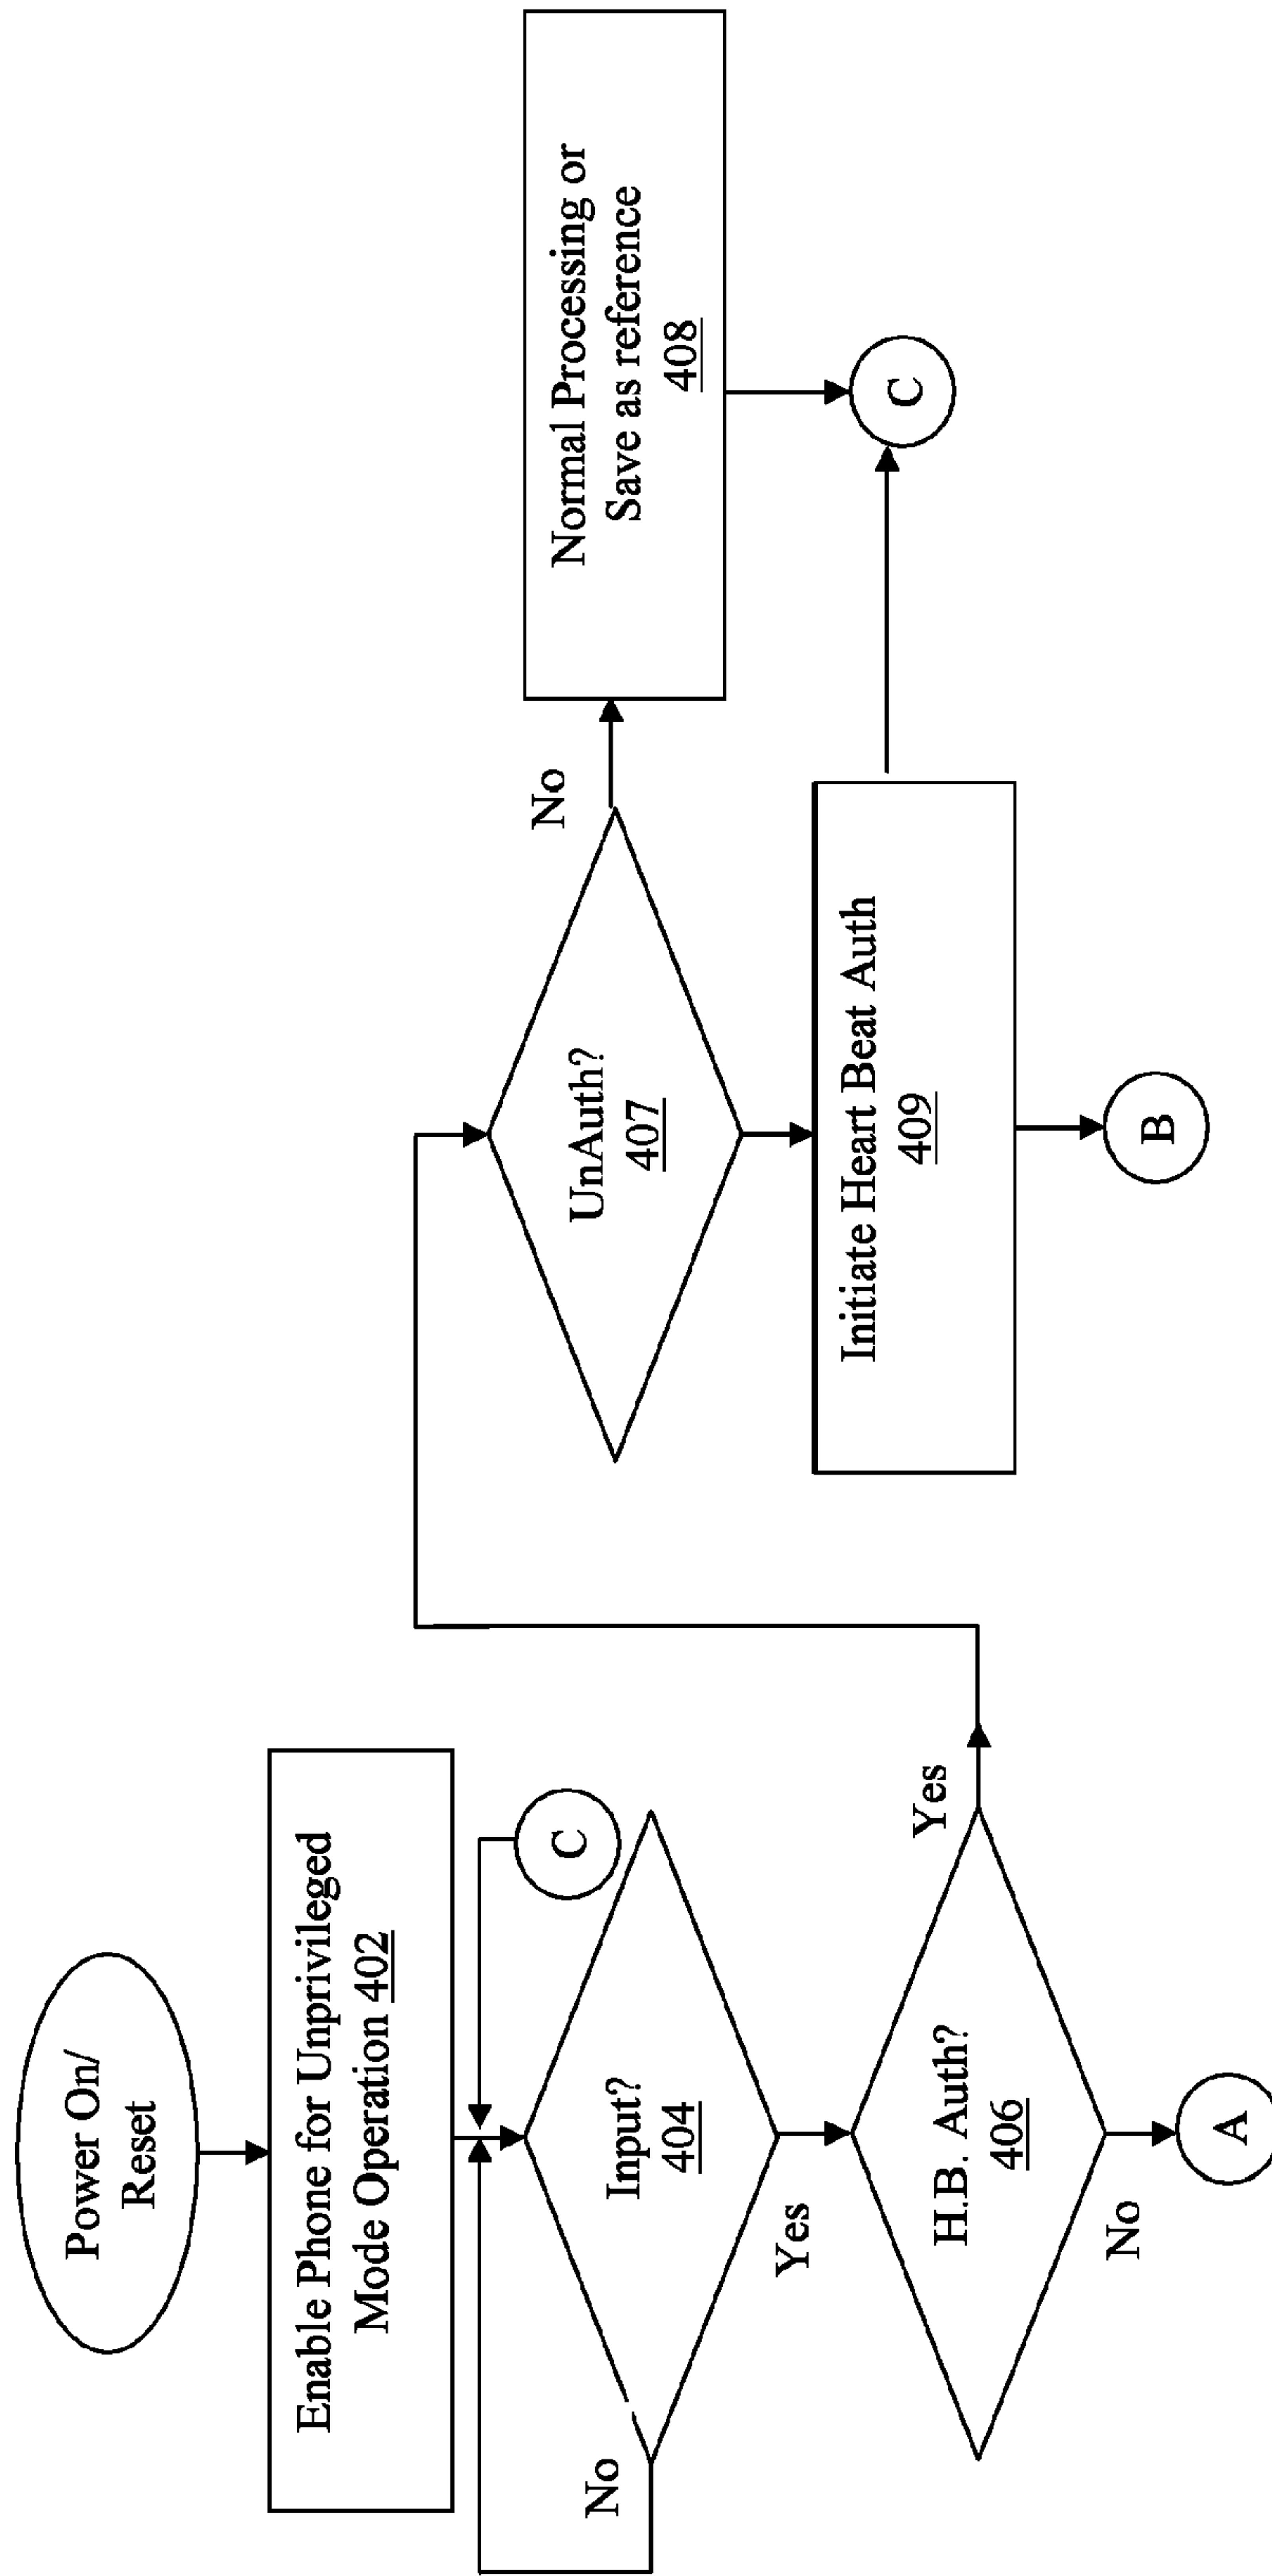 Power On/
Reset
Enable Phone for Unprivileged
Mode Operation 402
C
Input?
404
No
Yes
H.B. Auth?
406
Yes
No
A
UnAuth?
407
No
Normal Processing or
Save as reference
408
Initiate Heart Beat Auth
409
C
B